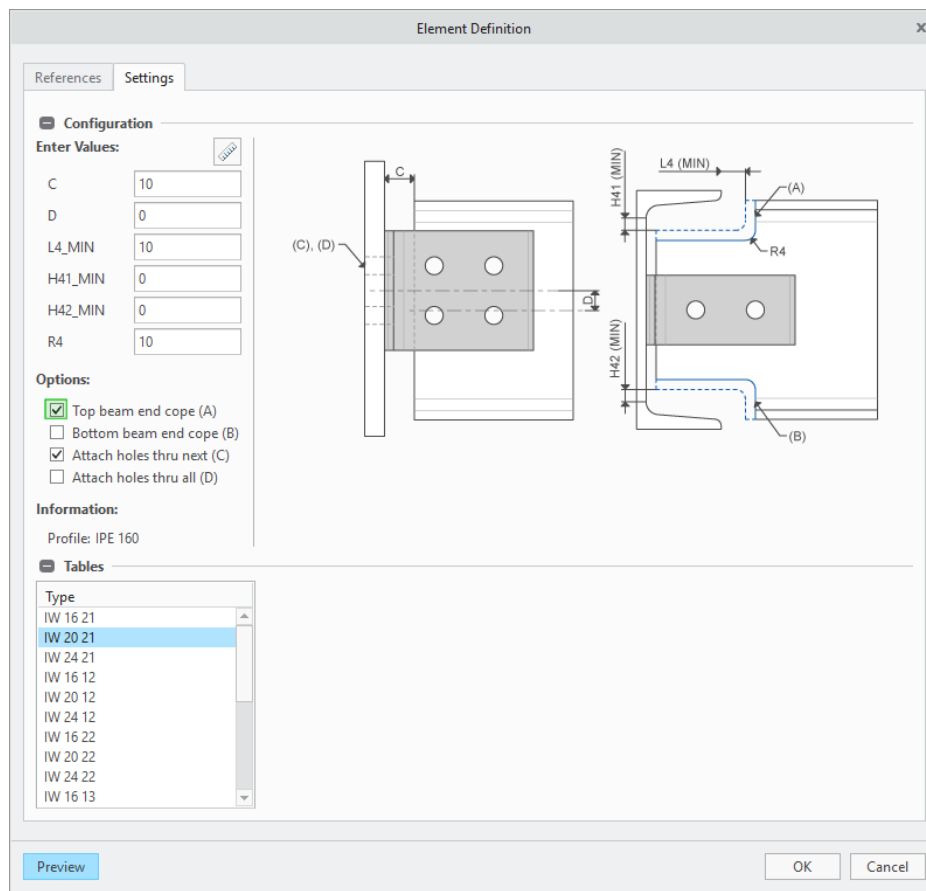 Element Definition
x
References
Settings
Configuration
Enter Values:
C
10
D
0
L4_MIN
10
H41_MIN
0
H42_MIN
0
R4
10
Options:
Top beam end cope (A)
Bottom beam end cope (B)
Attach holes thru next (C)
Attach holes thru all (D)
Information:
Profile: IPE 160
C
(C), (D)
D
H41 (MIN)
L4 (MIN)
(A)
R4
H42 (MIN)
(B)
Tables
Type
IW 16 21
IW 20 21
IW 24 21
IW 16 12
IW 20 12
IW 24 12
IW 16 22
IW 20 22
IW 24 22
IW 16 13
Preview
OK
Cancel